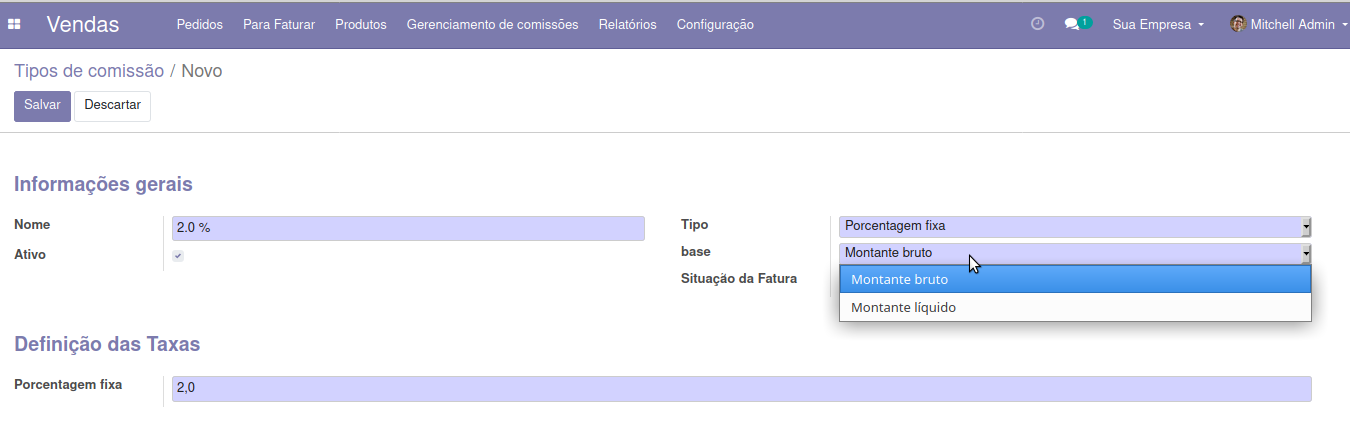 Vendas Pedidos Para Faturar Produtos Gerenciamento de comissões Relatórios Configuração 1 Sua Empresa Mitchell Admin
Tipos de comissão / Novo
Salvar Descartar
Informações gerais
Nome 2.0 % Tipo Porcentagem fixa
Ativo base Montante bruto
Situação da Fatura Montante bruto
Montante líquido
Definição das Taxas
Porcentagem fixa 2,0